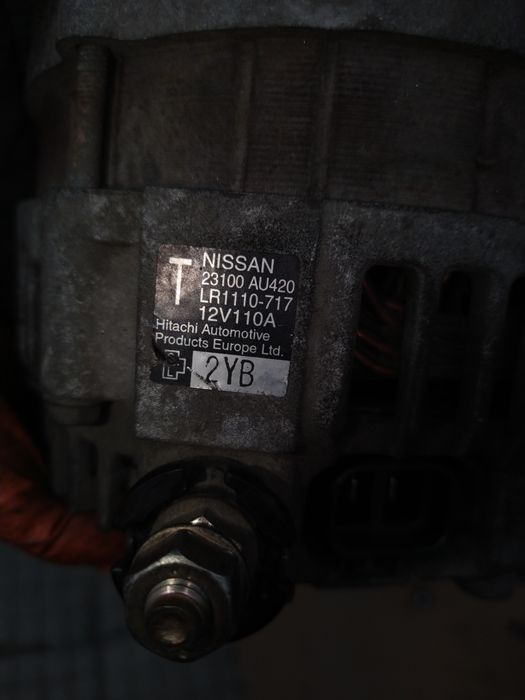 T
NISSAN
23100 AU420
LR1110-717
12V110A
Hitachi Automotive
Products Europe Ltd.
2YB